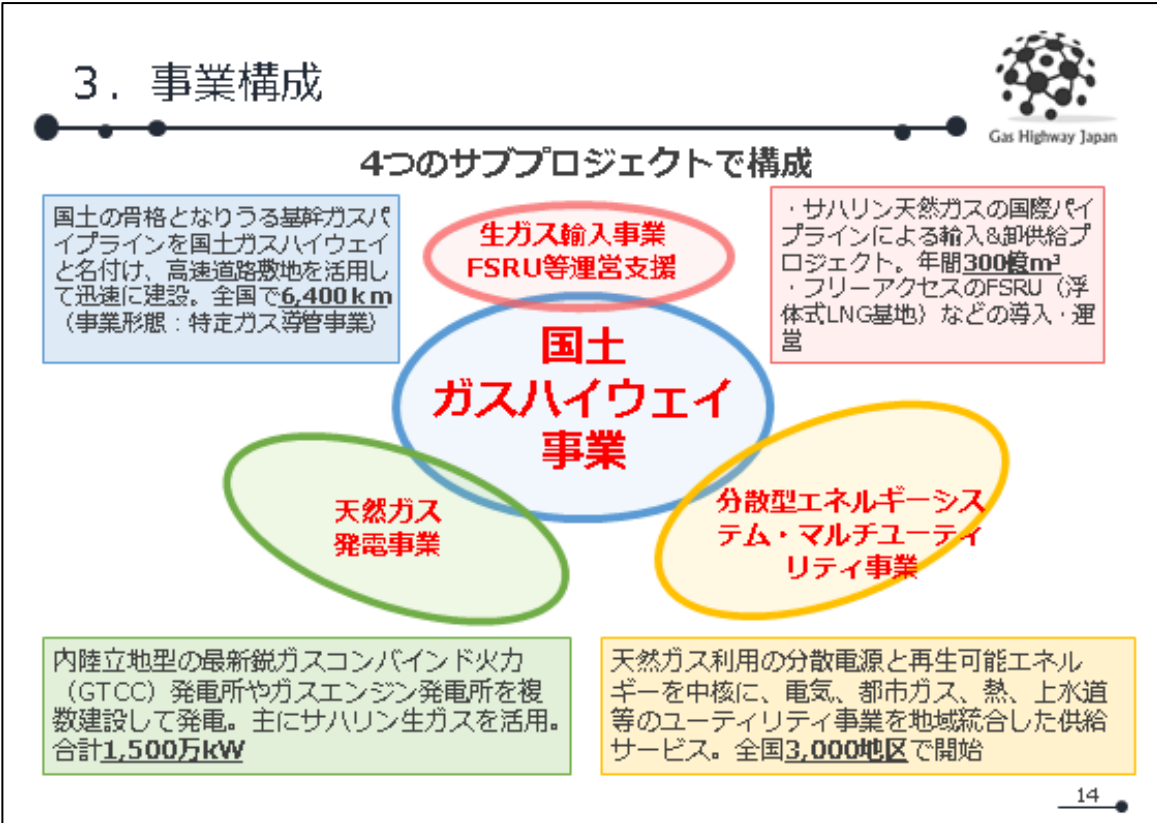 3．事業構成
Gas Highway Japan
4つのサブプロジェクトで構成
国土の骨格となりうる基幹ガスパ
イプラインを国土ガスハイウェイ
と名付け、高速道路敷地を活用し
て迅速に建設。全国で6,400ｋｍ
（事業形態：特定ガス導管事業）
生ガス輸入事業
FSRU等運営支援
・サハリン天然ガスの国際パイ
プラインによる輸入&卸供給プ
ロジェクト。年間300億m³
・フリーアクセスのFSRU（浮
体式LNG基地）などの導入・運
営
国土
ガスハイウェイ
事業
天然ガス
発電事業
分散型エネルギーシス
テム・マルチユーティ
リティ事業
内陸立地型の最新鋭ガスコンバインド火力
（GTCC）発電所やガスエンジン発電所を複
数建設して発電。主にサハリン生ガスを活用。
合計1,500万kW
天然ガス利用の分散電源と再生可能エネル
ギーを中核に、電気、都市ガス、熱、上水道
等のユーティリティ事業を地域統合した供給
サービス。全国3,000地区で開始
14